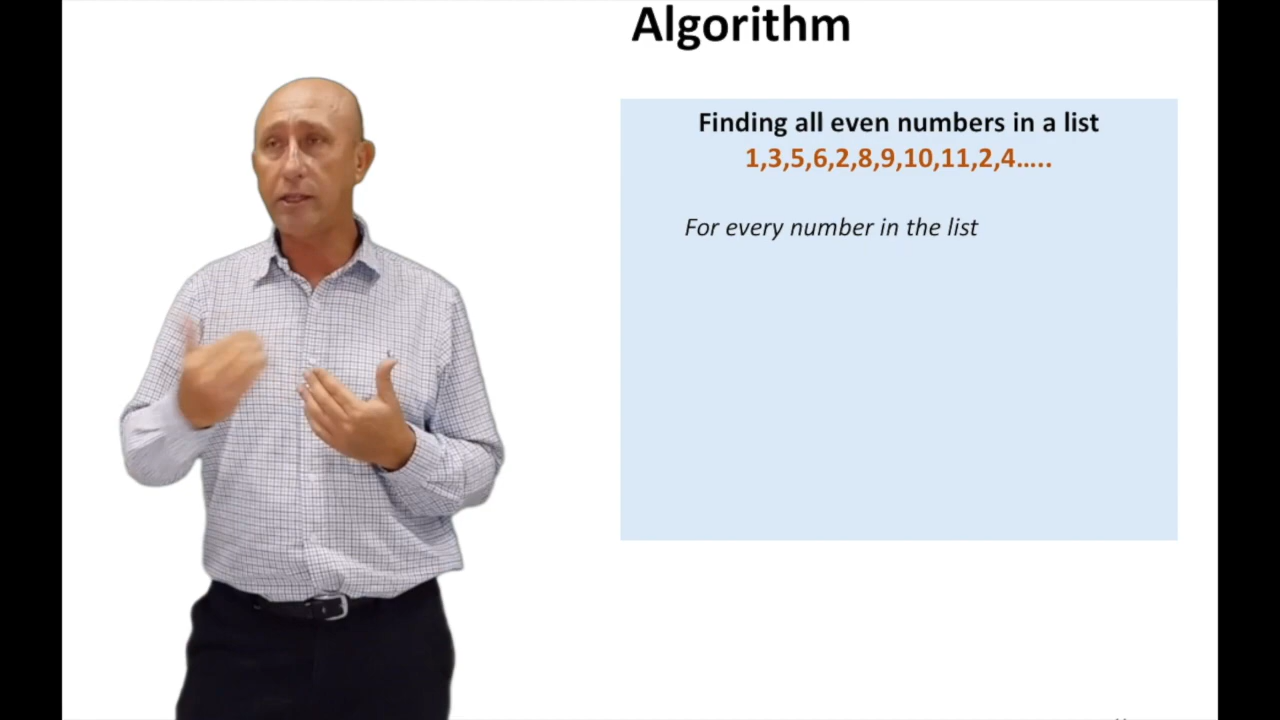 Algorithm
Finding all even numbers in a list
1,3,5,6,2,8,9,10,11,2,4.....
For every number in the list